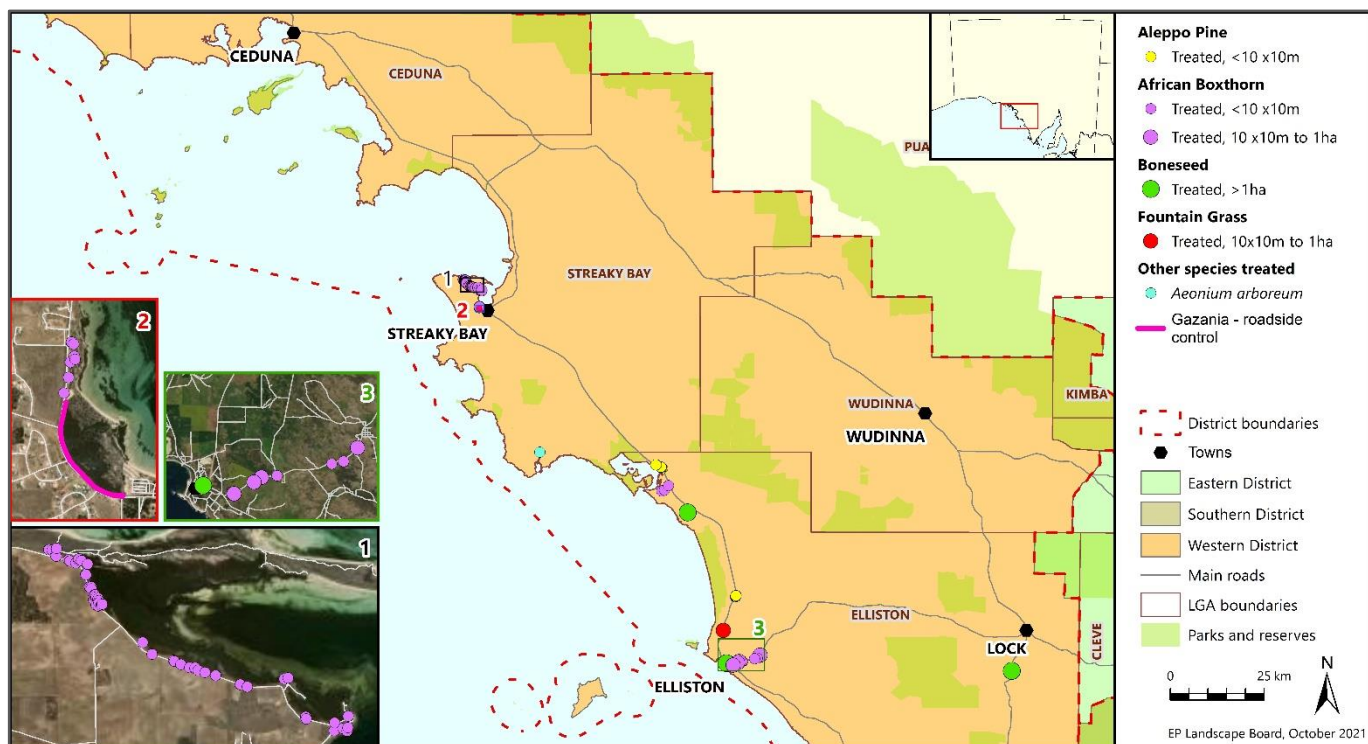 CEDUNA
CEDUNA
PUA
STREAKY BAY
1
2
STREAKY BAY
KIMBA
WUDINNA
WUDINNA
2
3
1
ELLISTON
3
CLEVE
LOCK
ELLISTON
Aleppo Pine
Treated, <10 x10m
African Boxthorn
Treated, <10 x10m
Treated, 10 x10m to 1ha
Boneseed
Treated, >1ha
Fountain Grass
Treated, 10x10m to 1ha
Other species treated
Aeonium arboreum
Gazania - roadside
control
District boundaries
Towns
Eastern District
Southern District
Western District
Main roads
LGA boundaries
Parks and reserves
0 25 km
N
EP Landscape Board, October 2021